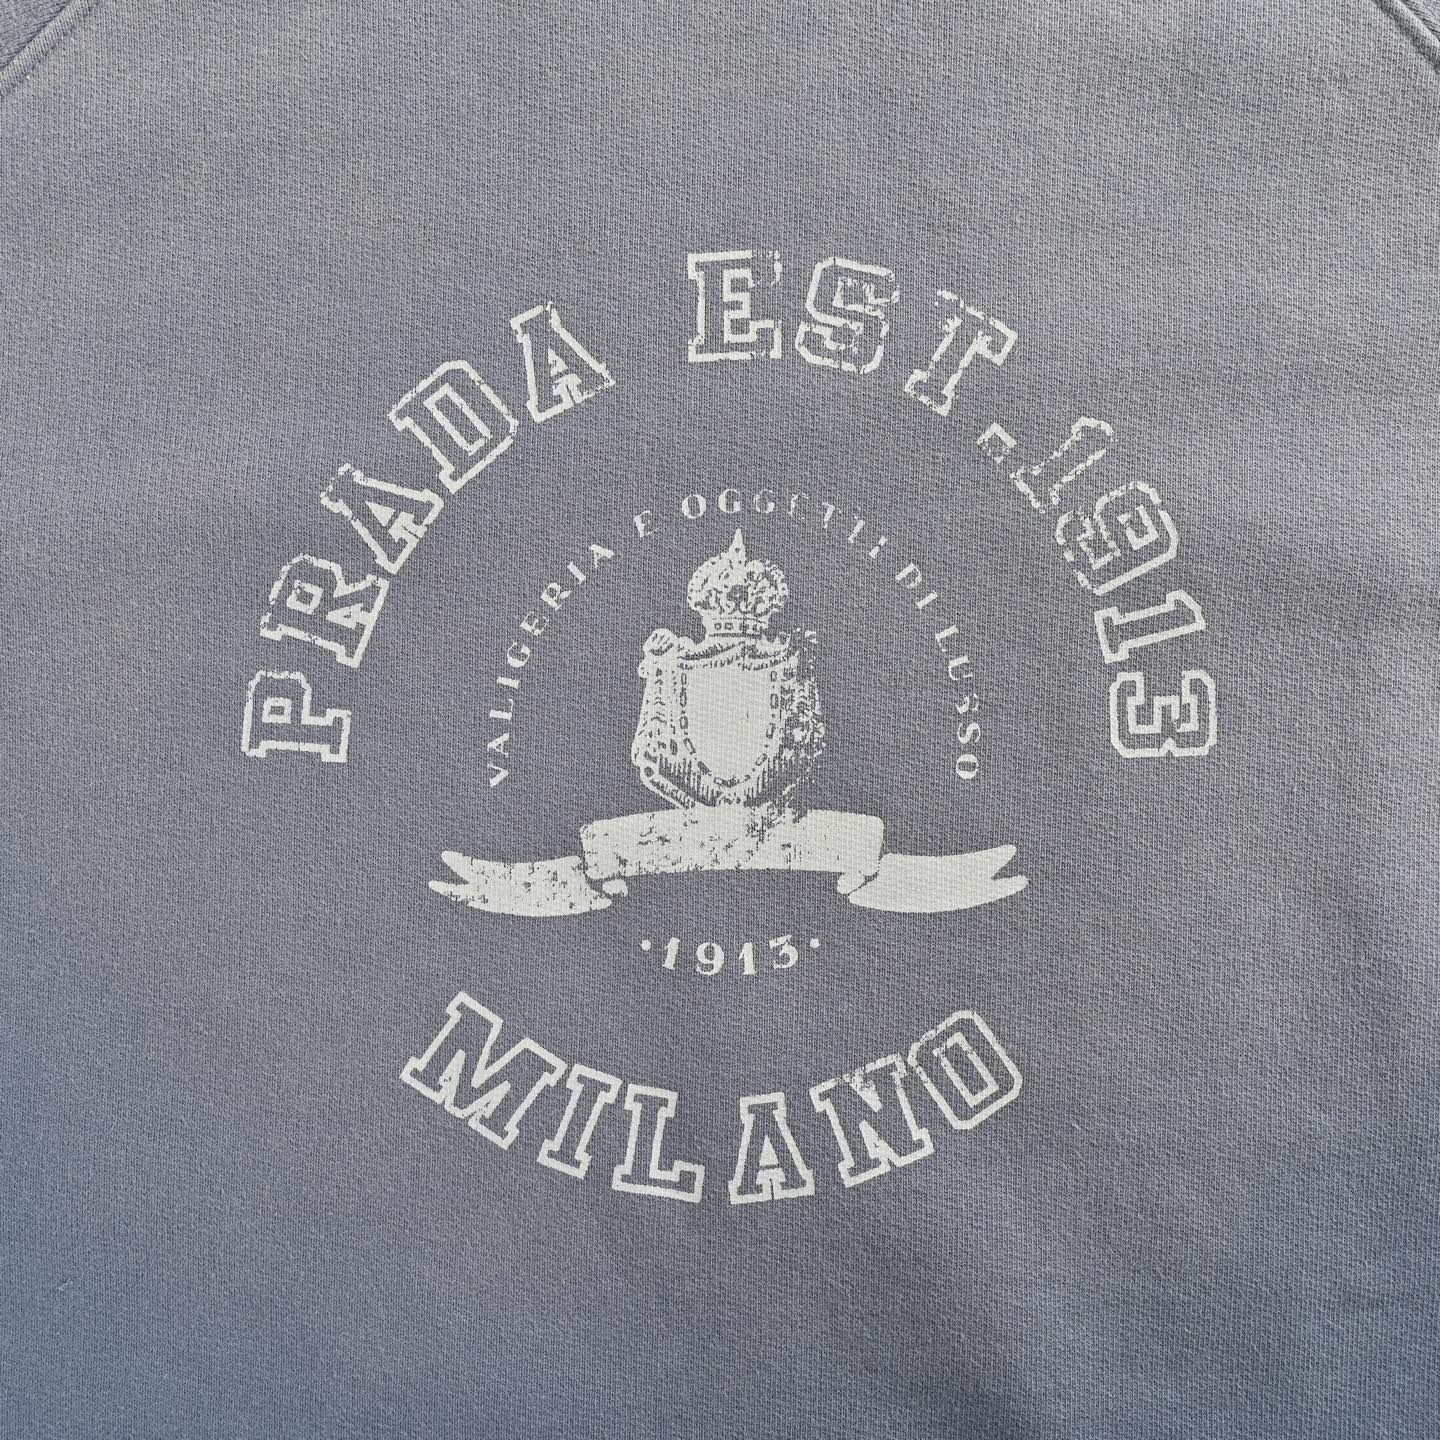 PRADA EST.1913
VALIGERIA E OGGETTI DI LUSSO
·1913·
MILANO